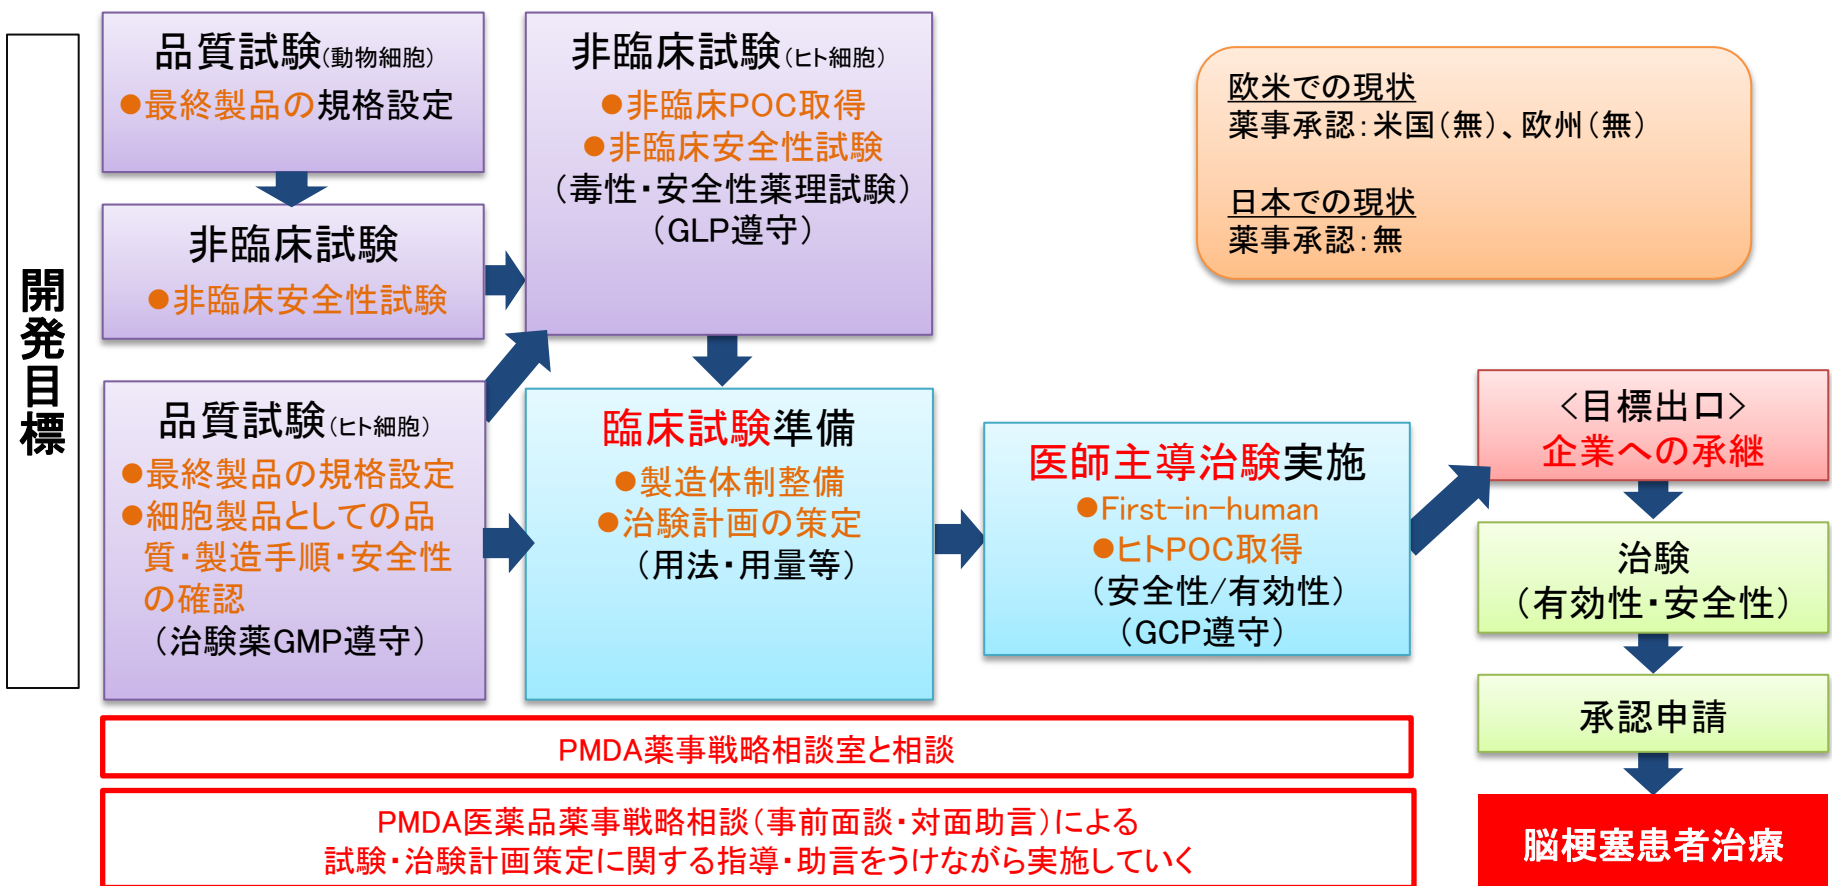 開発目標
品質試験(動物細胞)
●最終製品の規格設定
非臨床試験
●非臨床安全性試験
品質試験(ヒト細胞)
●最終製品の規格設定
●細胞製品としての品
質・製造手順・安全性
の確認
(治験薬GMP遵守)
非臨床試験(ヒト細胞)
●非臨床POC取得
●非臨床安全性試験
(毒性・安全性薬理試験)
(GLP遵守)
臨床試験準備
●製造体制整備
●治験計画の策定
(用法・用量等)
医師主導治験実施
●First-in-human
●ヒトPOC取得
(安全性/有効性)
(GCP遵守)
欧米での現状
薬事承認:米国(無)、欧州(無)
日本での現状
薬事承認:無
<目標出口>
企業への承継
治験
(有効性・安全性)
承認申請
脳梗塞患者治療
PMDA薬事戦略相談室と相談
PMDA医薬品薬事戦略相談(事前面談・対面助言)による
試験・治験計画策定に関する指導・助言をうけながら実施していく